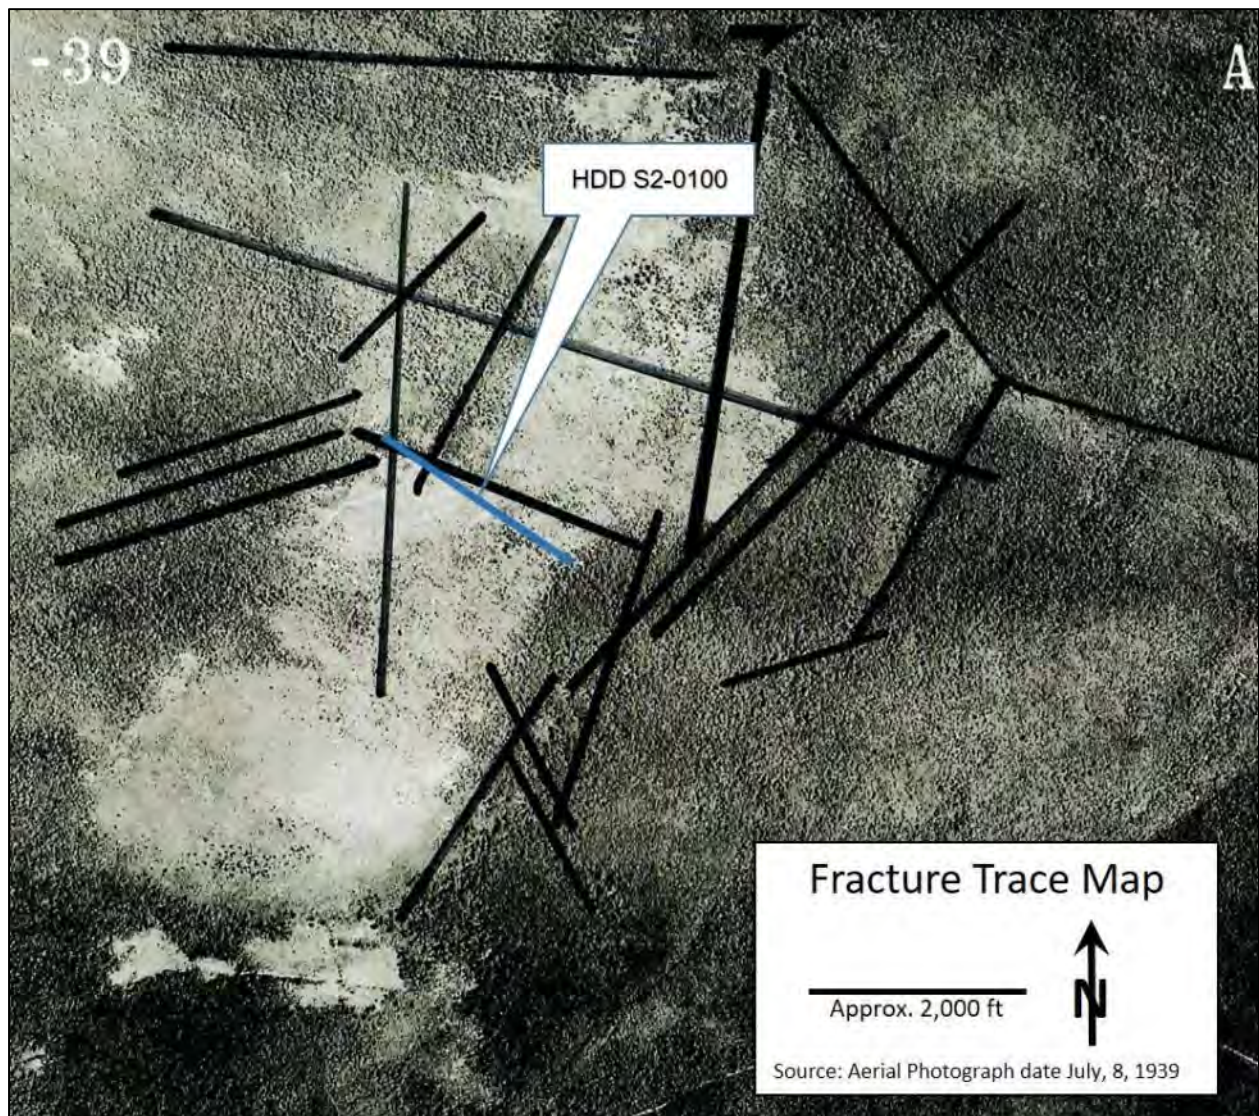 -39
A
HDD S2-0100
Fracture Trace Map
N
Approx. 2,000 ft
Source: Aerial Photograph date July, 8, 1939